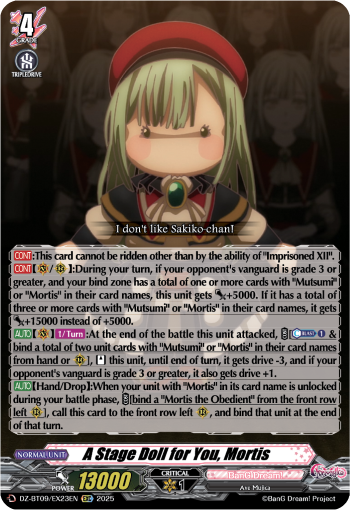 4
GRADE
TRIPLEDRIVE
I don't like Sakiko-chan!
CONT:This card cannot be ridden other than by the ability of "Imprisoned XII".
CONT[ / ]:During your turn, if your opponent's vanguard is grade 3 or
greater, and your bind zone has a total of one or more cards with "Mutsumi"
or "Mortis" in their card names, this unit gets +5000. If it has a total of
three or more cards with "Mutsumi" or "Mortis" in their card names, it gets
+15000 instead of +5000.
AUTO 1/Turn:At the end of the battle this unit attacked, [ 1 &
bind a total of two unit cards with "Mutsumi" or "Mortis" in their card names
from hand or ], this unit, until end of turn, it gets drive -3, and if your
opponent's vanguard is grade 3 or greater, it also gets drive +1.
AUTO[Hand/Drop]:When your unit with "Mortis" in its card name is unlocked
during your battle phase, [bind a "Mortis the Obedient" from the front row
left ], call this card to the front row left , and bind that unit at the end
of that turn.
NORMAL UNIT
A Stage Doll for You, Mortis
POWER
13000
CRITICAL
1
BanG Dream!
Ave Mujica
DZ-BT09/EX23EN EX 2025
©BanG Dream! Project